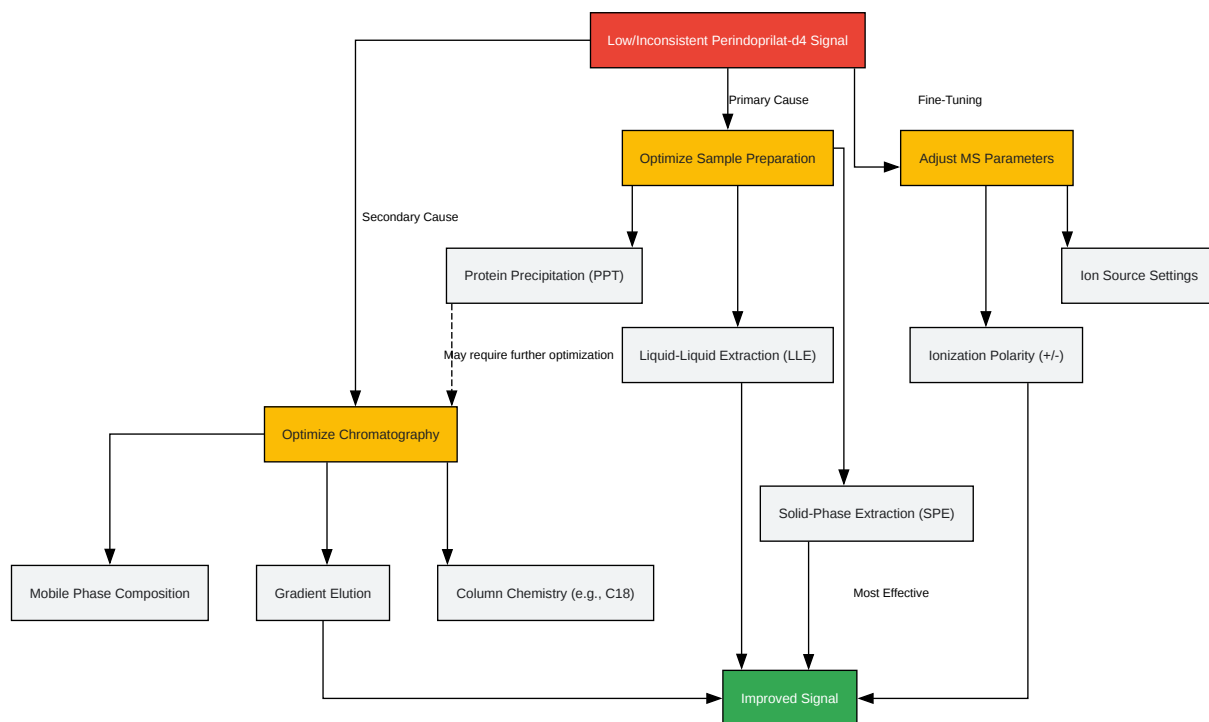 Low/Inconsistent Perindoprilat-d4 Signal
Primary Cause
Fine-Tuning
Optimize Sample Preparation
Adjust MS Parameters
Secondary Cause
Protein Precipitation (PPT)
Ion Source Settings
May require further optimization
Liquid-Liquid Extraction (LLE)
Ionization Polarity (+/-)
Optimize Chromatography
Solid-Phase Extraction (SPE)
Mobile Phase Composition
Gradient Elution
Column Chemistry (e.g., C18)
Most Effective
Improved Signal